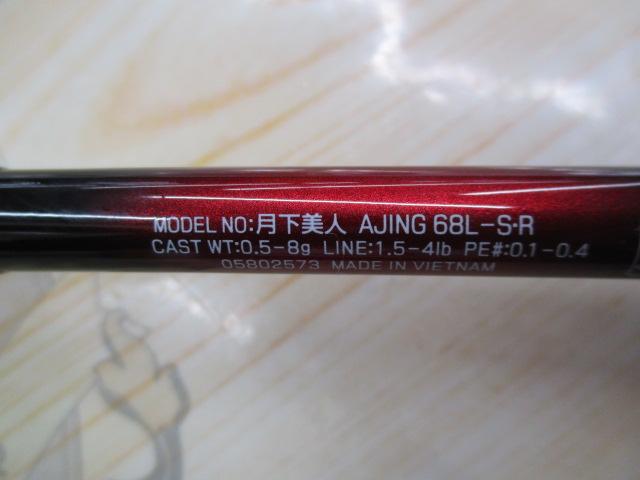 MODEL NO:月下美人 AJING 68L-S・R
CAST WT:0.5-8g LINE:1.5-4lb PE#:0.1-0.4
05802573 MADE IN VIETNAM